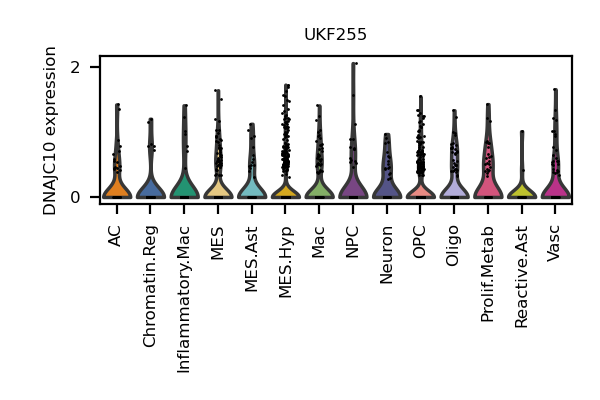 UKF255
DNAJC10 expression
2
0
AC
Chromatin.Reg
Inflammatory.Mac
MES
MES.Ast
MES.Hyp
Mac
NPC
Neuron
OPC
Oligo
Prolif.Metab
Reactive.Ast
Vasc